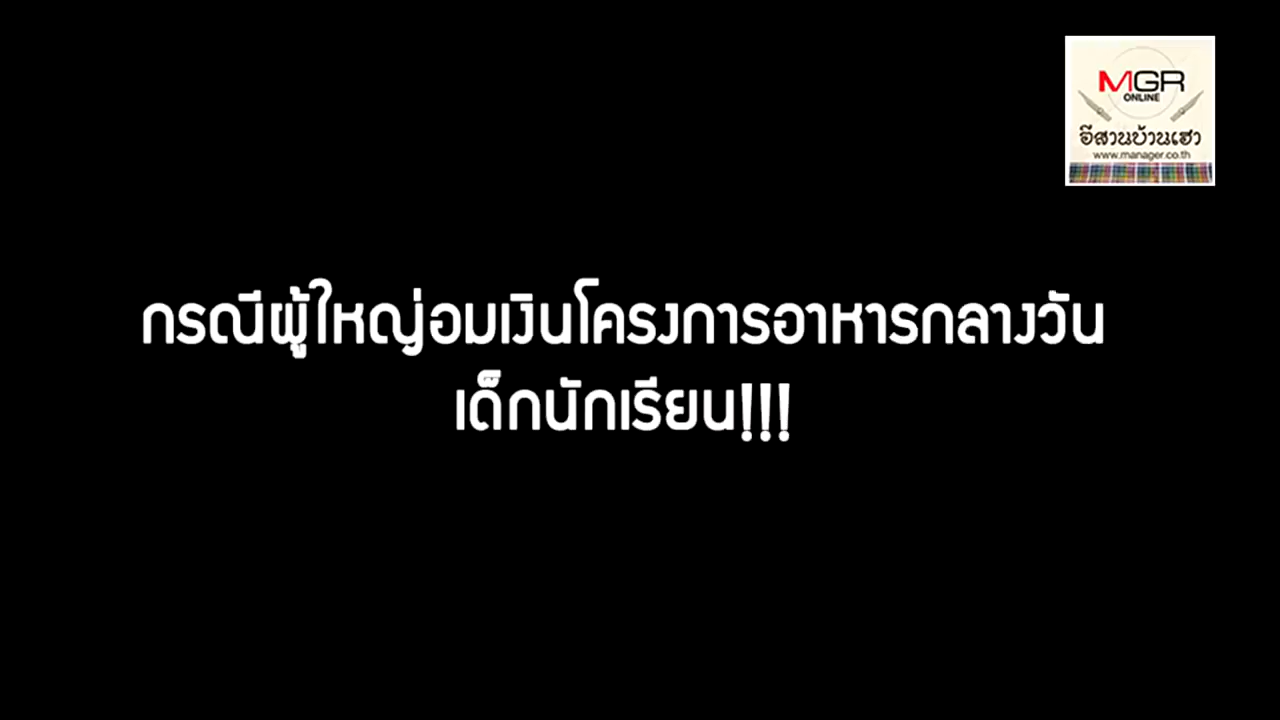 MGR
ONLINE
อีสานบ้านเฮา
www.manager.co.th
กรณีผู้ใหญ่อมเงินโครงการอาหารกลางวัน
เด็กนักเรียน!!!